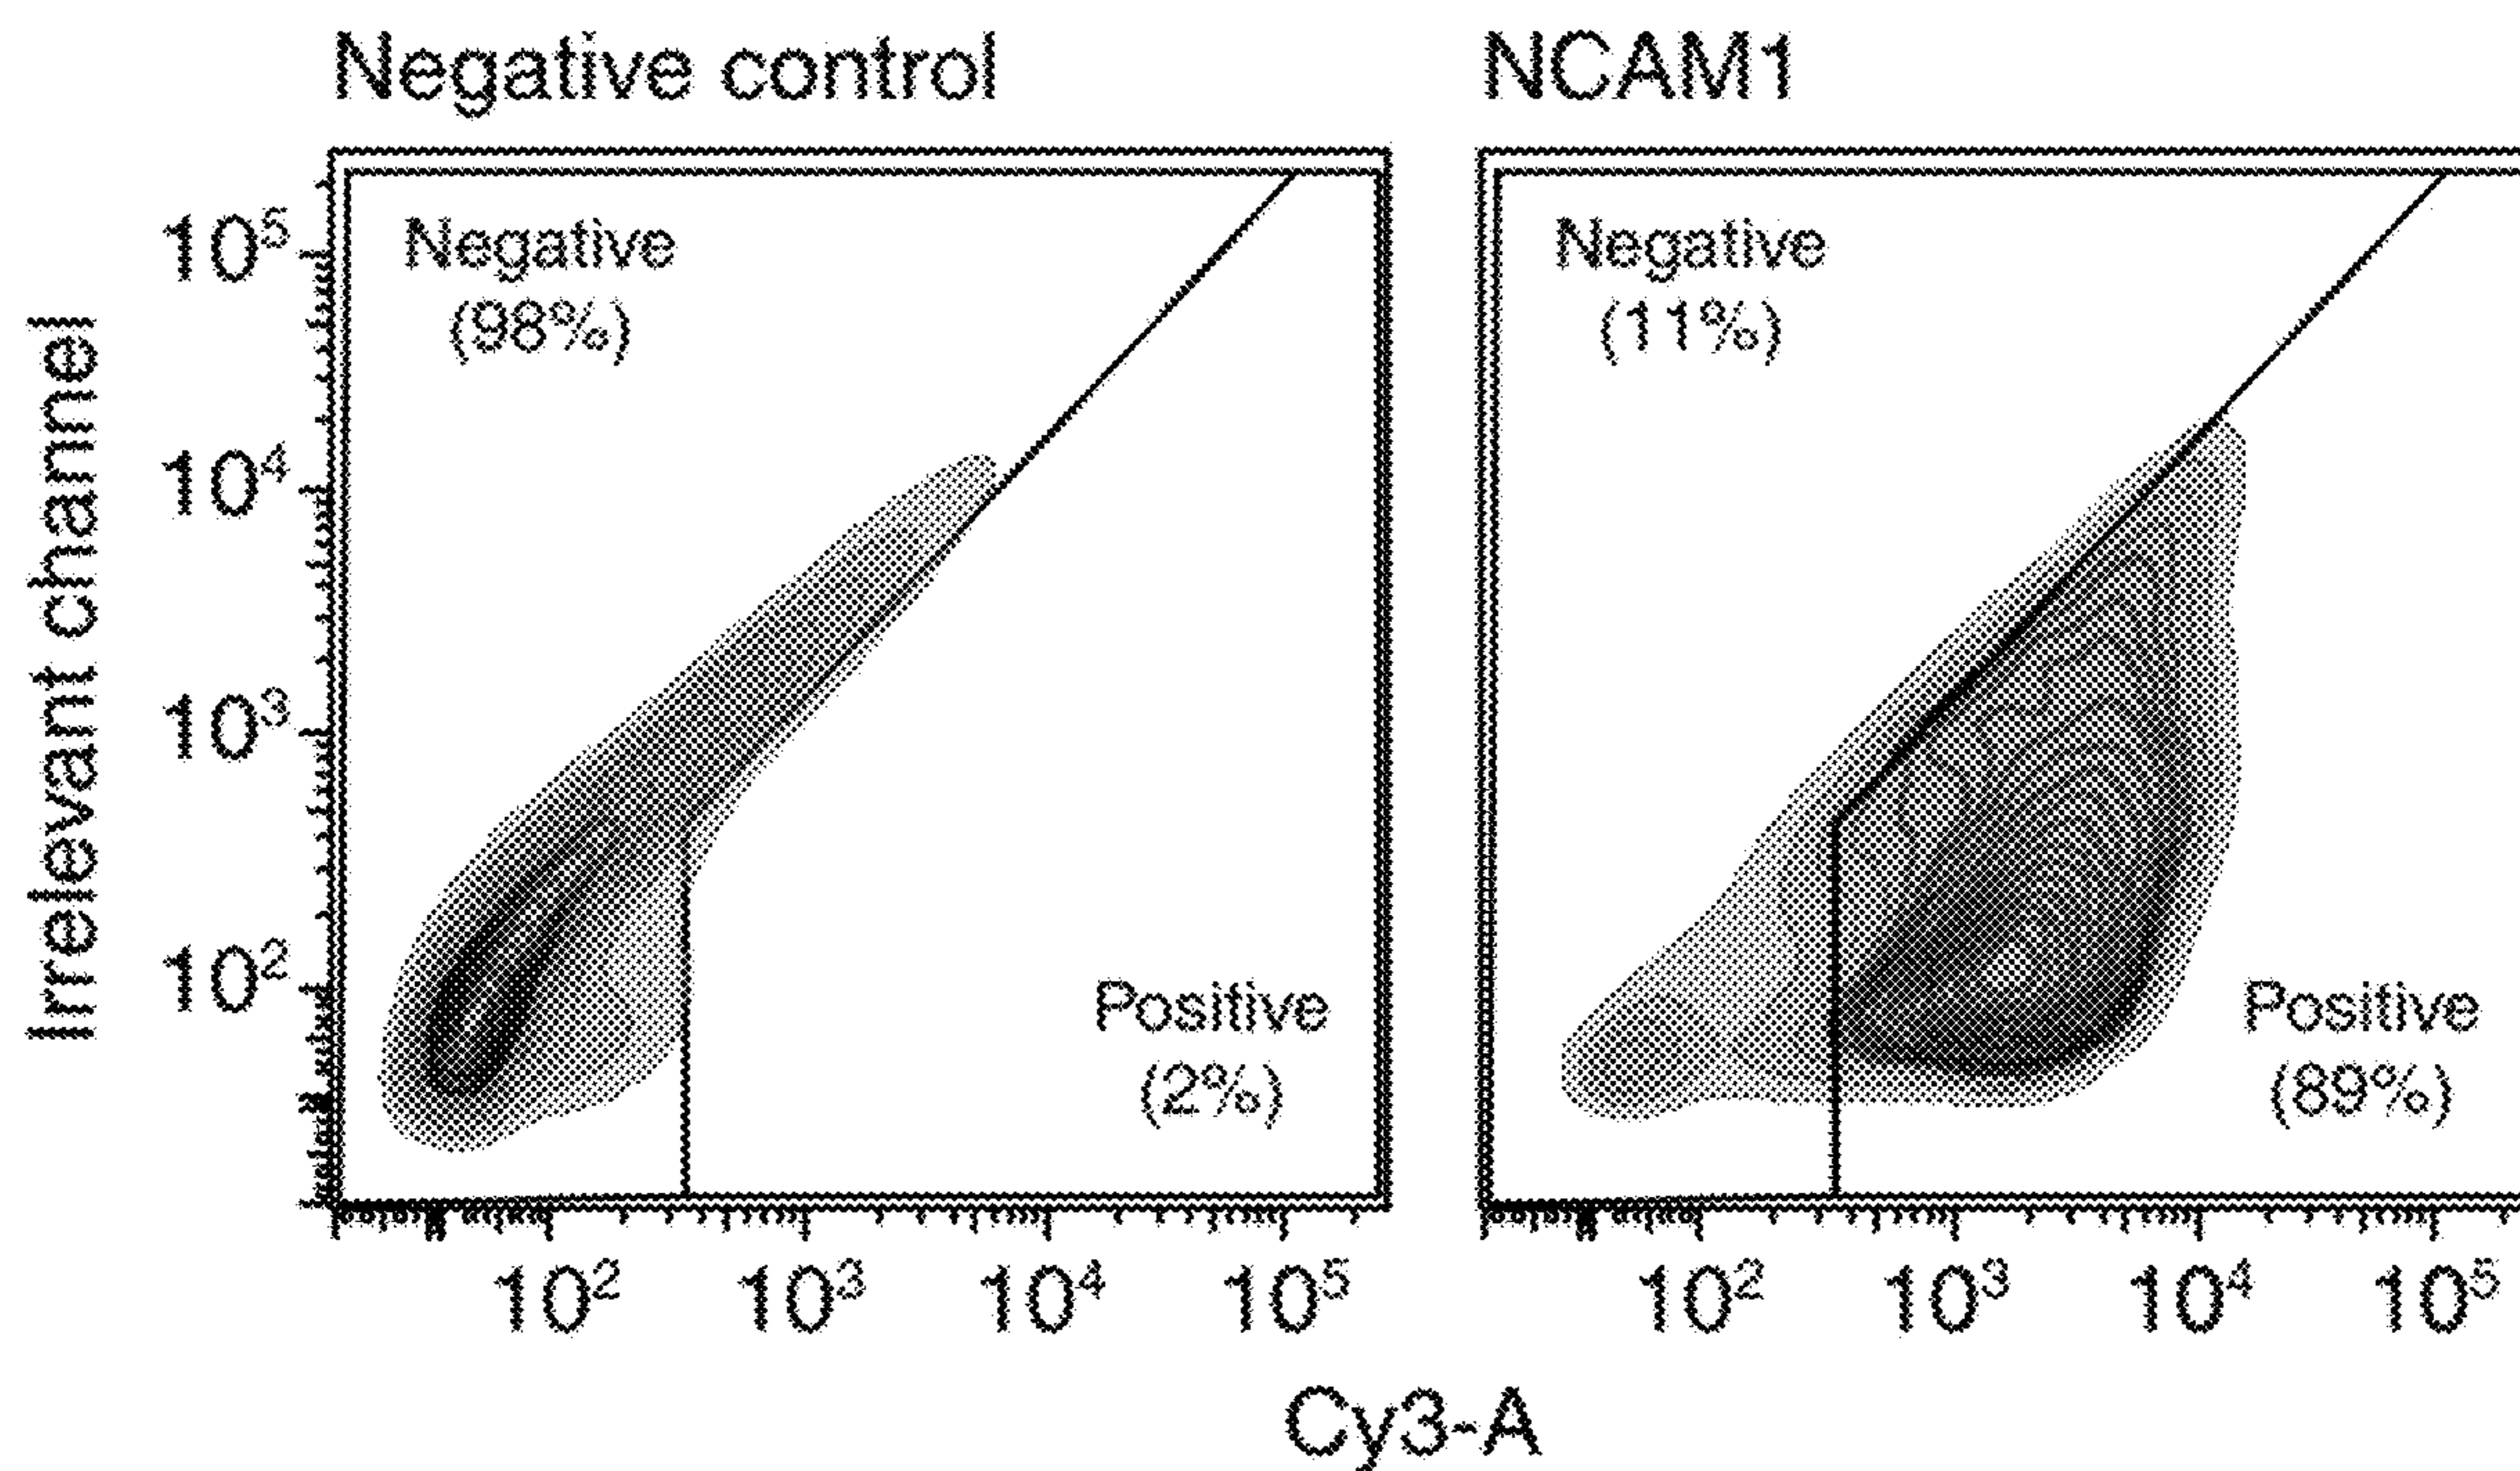 Negative control
NCAM1
Irrelevant channel
10⁵
10⁴
10³
10²
Negative
(98%)
Positive
(2%)
Negative
(11%)
Positive
(89%)
10² 10³ 10⁴ 10⁵
10² 10³ 10⁴ 10⁵
Cy3-A